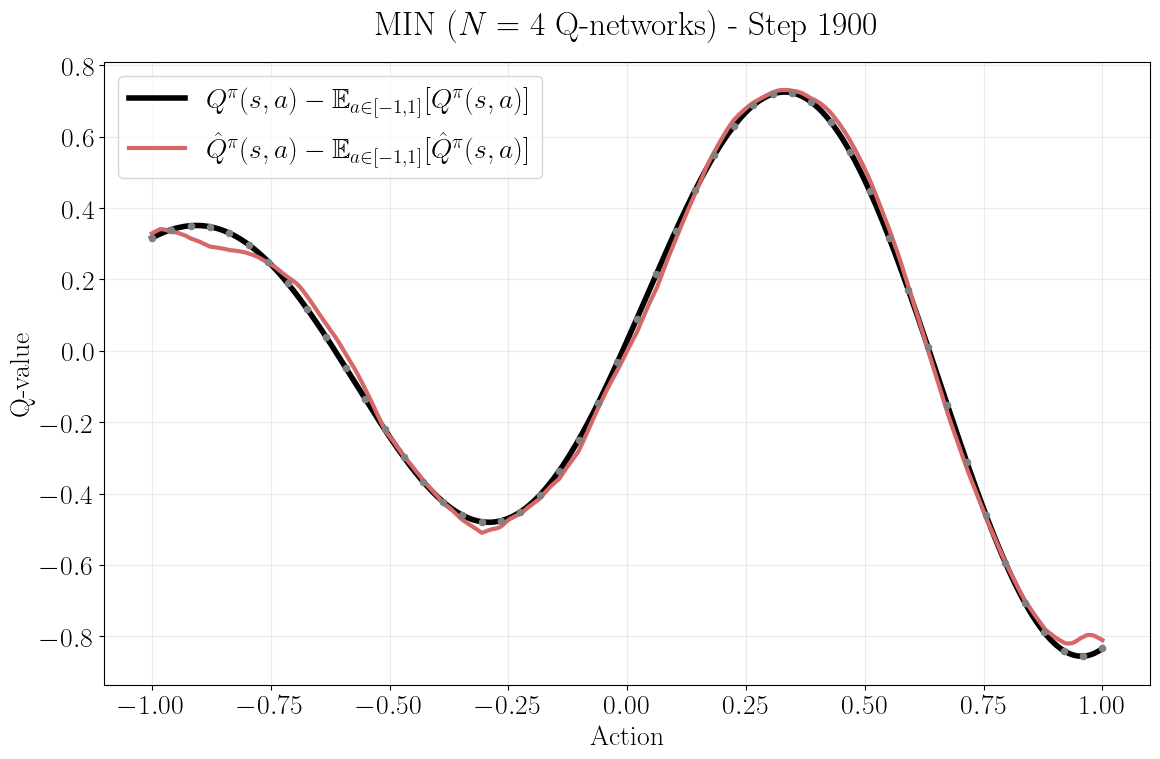 MIN (N = 4 Q-networks) - Step 1900
Q^π(s, a) − 𝔼_{a∈[−1,1]}[Q^π(s, a)]
Q̂^π(s, a) − 𝔼_{a∈[−1,1]}[Q̂^π(s, a)]
0.8
0.6
0.4
0.2
0.0
−0.2
−0.4
−0.6
−0.8
Q-value
−1.00 −0.75 −0.50 −0.25 0.00 0.25 0.50 0.75 1.00
Action